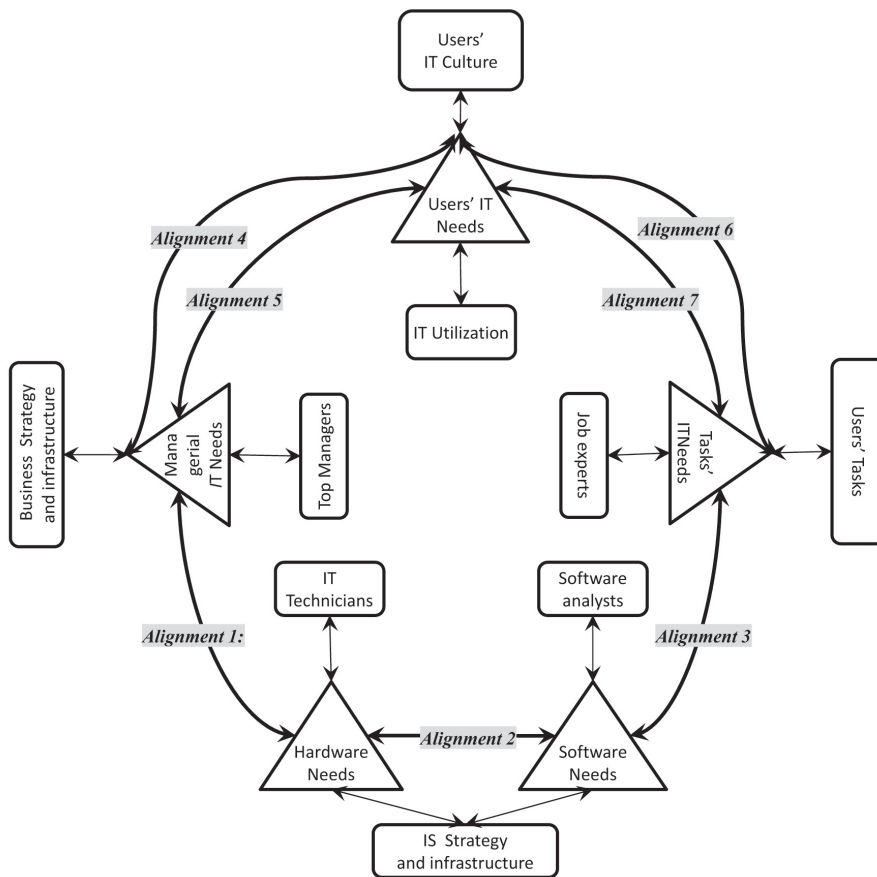 Users'
IT Culture
Users' IT
Needs
Alignment 4
Alignment 6
Alignment 5
Alignment 7
IT Utilization
Business Strategy
and infrastructure
Mana
gerial
IT Needs
Top Managers
Job experts
Tasks'
ITNeeds
Users' Tasks
IT
Technicians
Software
analysts
Alignment 1:
Alignment 3
Hardware
Needs
Alignment 2
Software
Needs
IS Strategy
and infrastructure